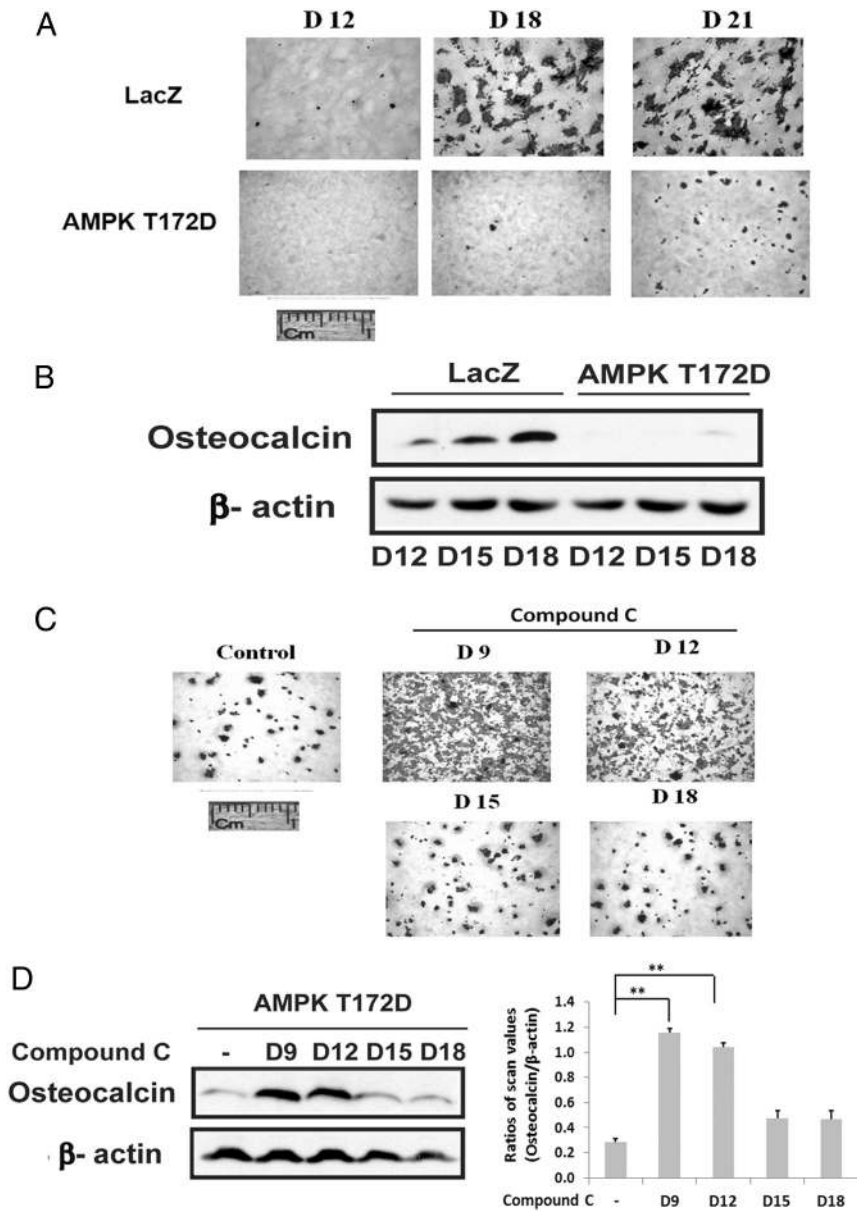 A
D 12 D 18 D 21
LacZ
AMPK T172D
Cm 1
B
LacZ AMPK T172D
Osteocalcin
β- actin
D12 D15 D18 D12 D15 D18
C
Compound C
Control D 9 D 12
Cm 1
D 15 D 18
D
AMPK T172D
Compound C - D9 D12 D15 D18
Osteocalcin
β- actin
** 
**
Ratios of scan values
(Osteocalcin/β-actin)
1.4
1.2
1.0
0.8
0.6
0.4
0.2
0.0
Compound C - D9 D12 D15 D18